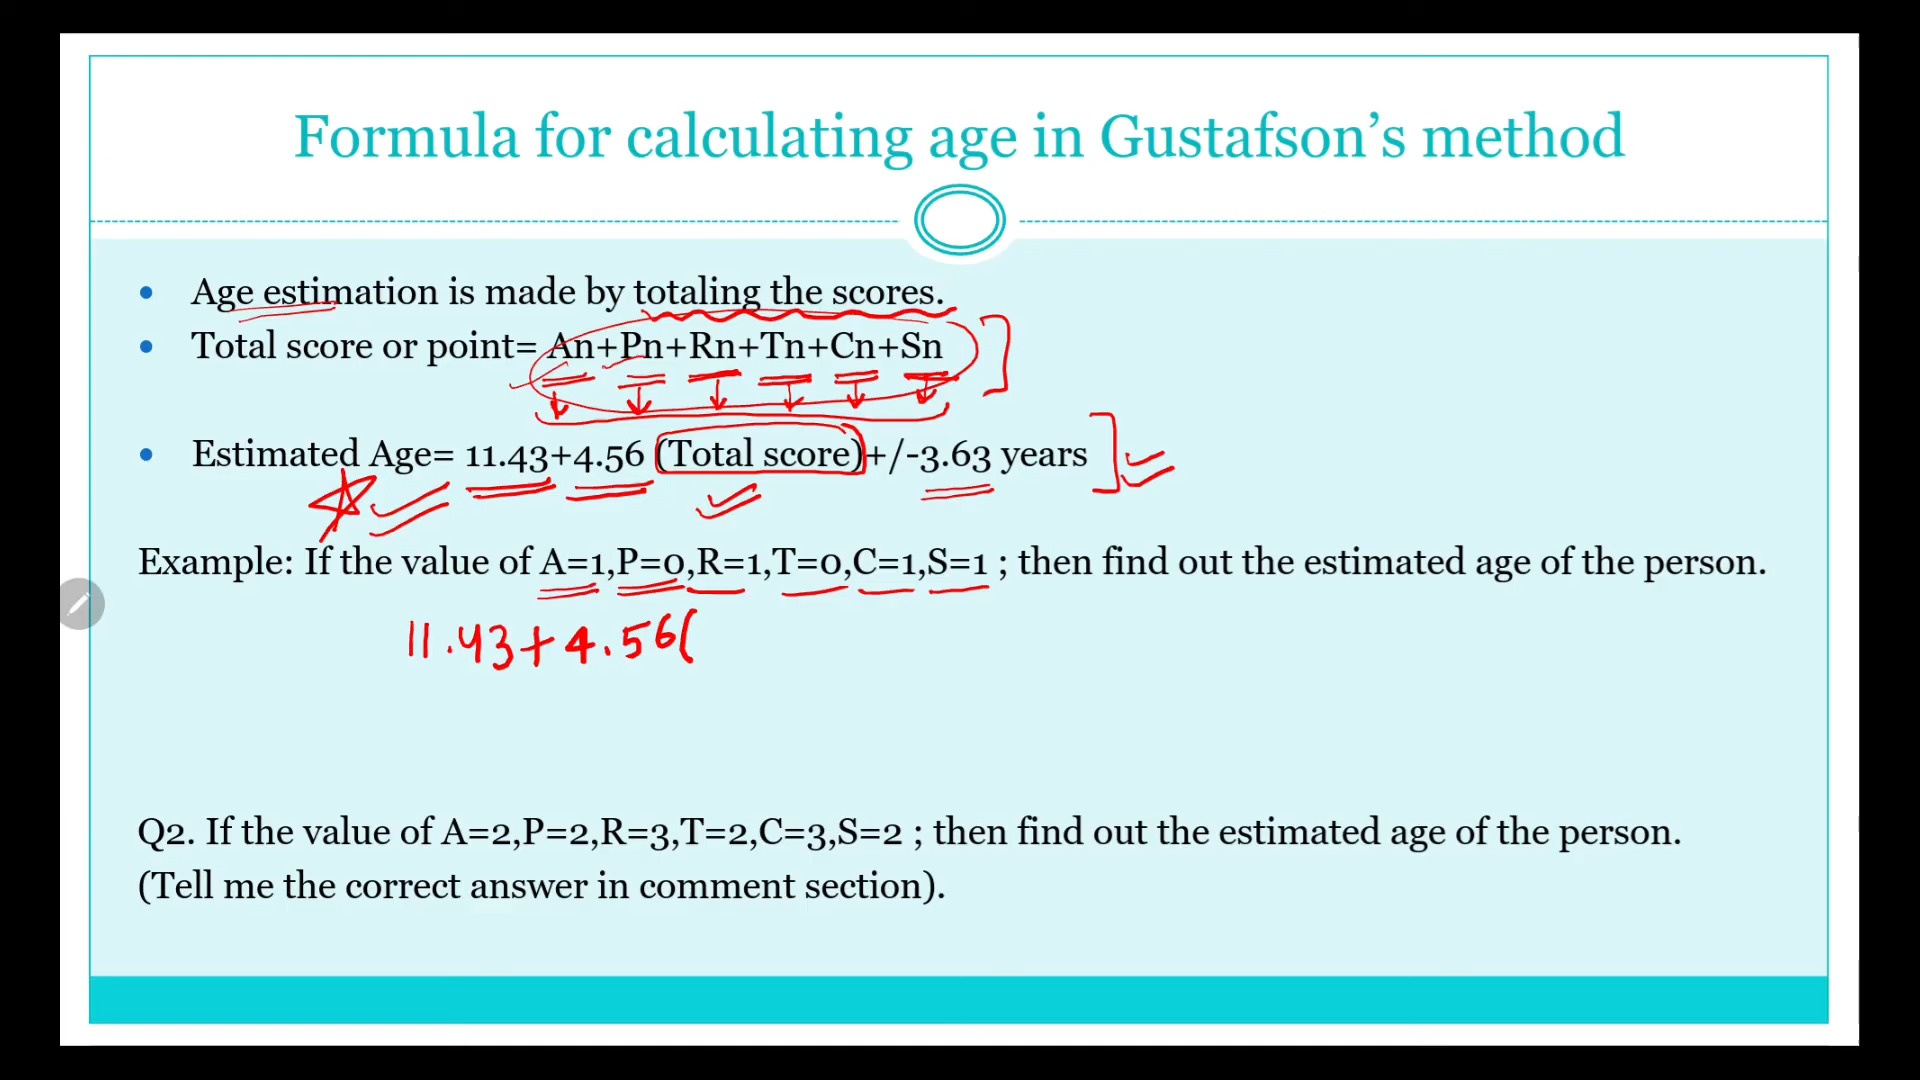 Formula for calculating age in Gustafson’s method
• Age estimation is made by totaling the scores.
• Total score or point= An+Pn+Rn+Tn+Cn+Sn
• Estimated Age= 11.43+4.56 (Total score)+/-3.63 years
Example: If the value of A=1,P=0,R=1,T=0,C=1,S=1 ; then find out the estimated age of the person.
11.43+4.56(
Q2. If the value of A=2,P=2,R=3,T=2,C=3,S=2 ; then find out the estimated age of the person.
(Tell me the correct answer in comment section).